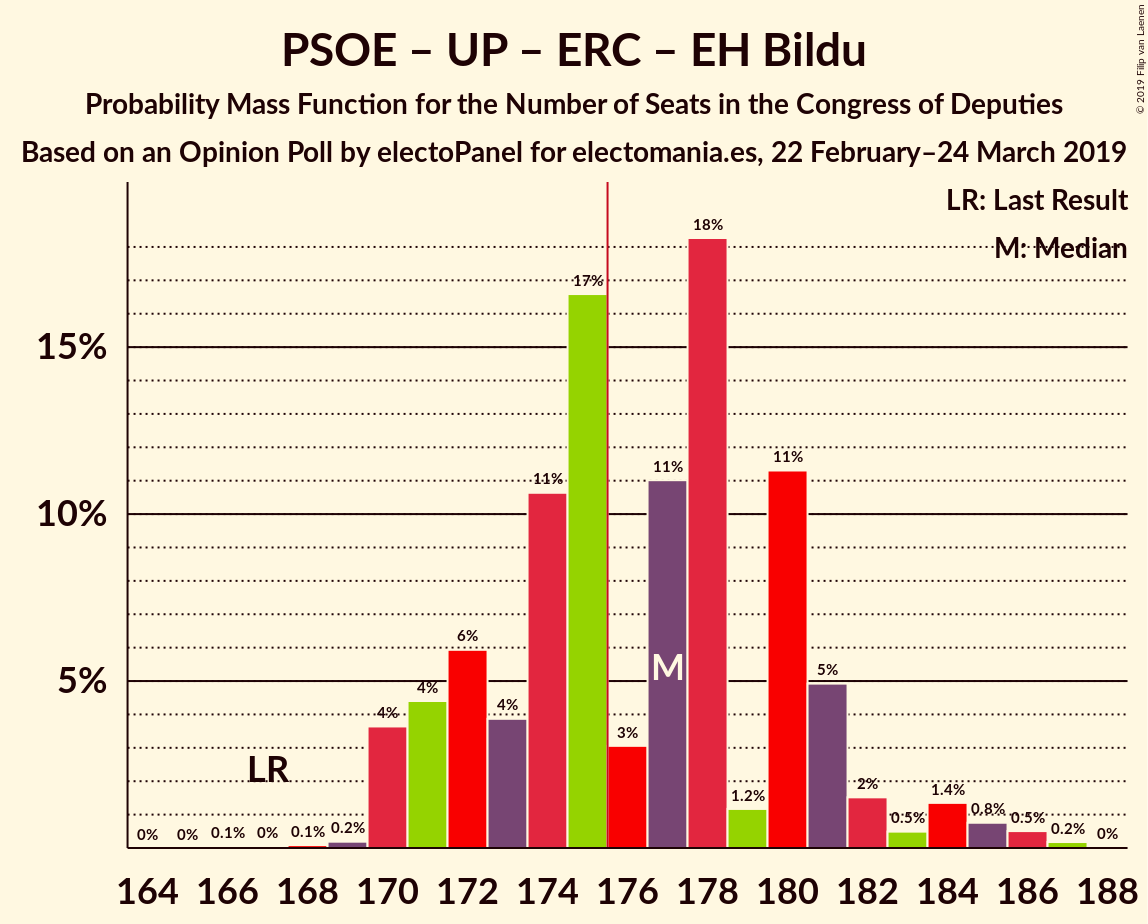 PSOE – UP – ERC – EH Bildu
Probability Mass Function for the Number of Seats in the Congress of Deputies
Based on an Opinion Poll by electoPanel for electomania.es, 22 February–24 March 2019
© 2019 Filip van Laenen
LR: Last Result
M: Median
15%
10%
5%
0% 0% 0.1% 0% 0.1% 0.2% 4% 4% 6% 4% 11% 17% 3% 11% 18% 1.2% 11% 5% 2% 0.5% 1.4% 0.8% 0.5% 0.2% 0%
LR
M
164 166 168 170 172 174 176 178 180 182 184 186 188